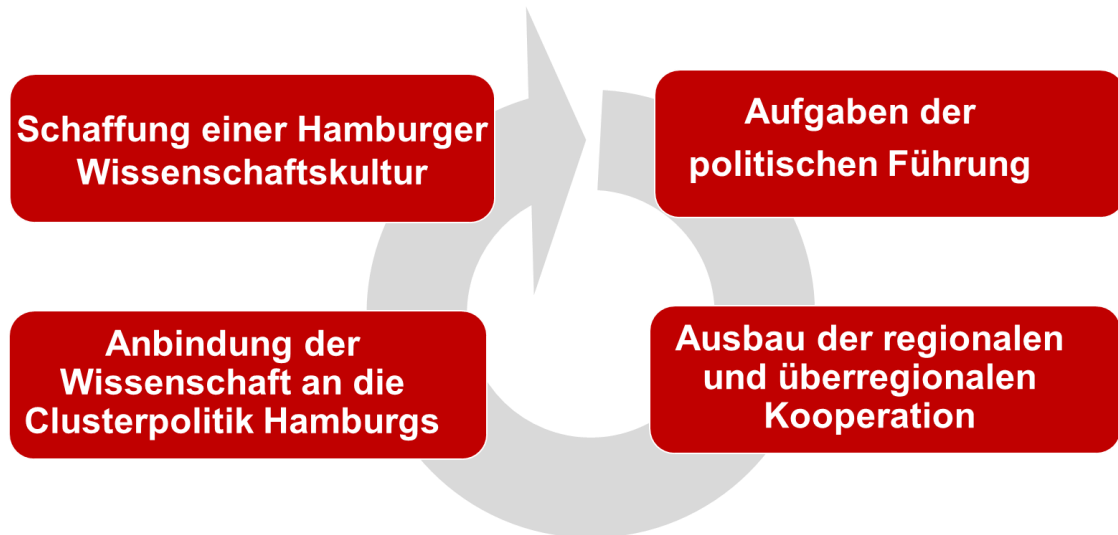 Schaffung einer Hamburger
Wissenschaftskultur
Aufgaben der
politischen Führung
Anbindung der
Wissenschaft an die
Clusterpolitik Hamburgs
Ausbau der regionalen
und überregionalen
Kooperation